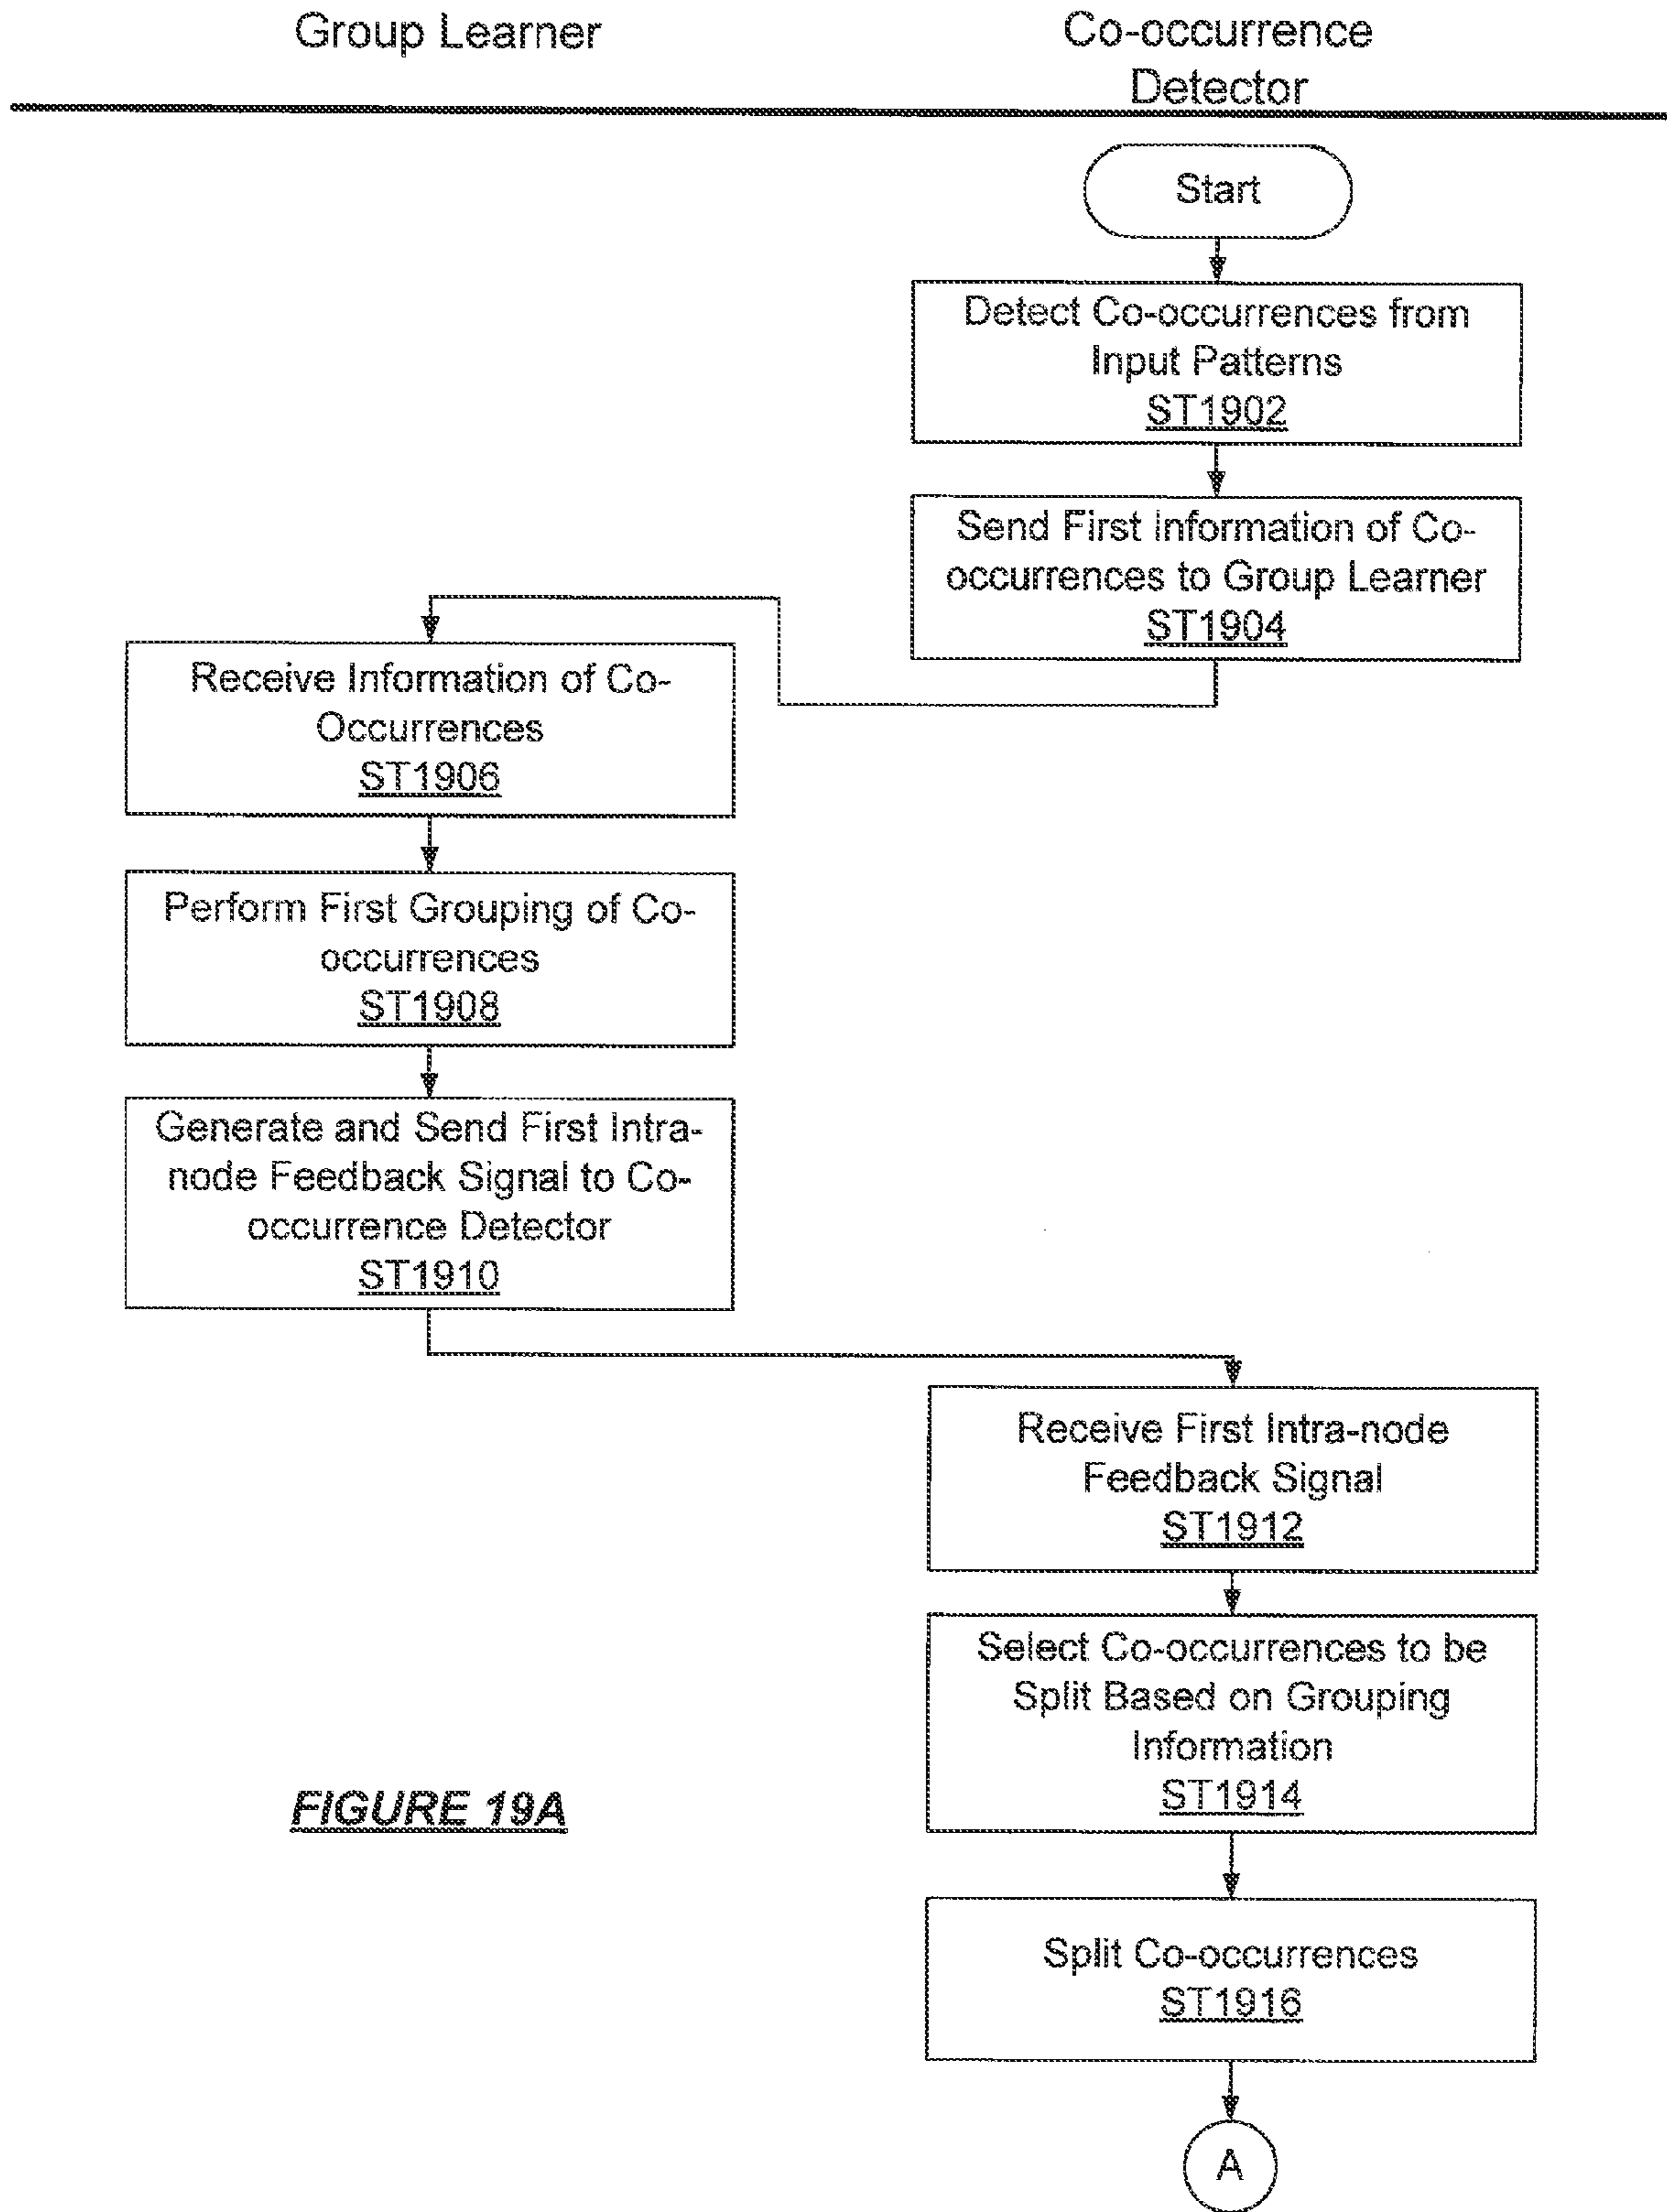 Group Learner
Co-occurrence
Detector
Start
Detect Co-occurrences from
Input Patterns
ST1902
Send First Information of Co-
occurrences to Group Learner
ST1904
Receive Information of Co-
Occurrences
ST1906
Perform First Grouping of Co-
occurrences
ST1908
Generate and Send First Intra-
node Feedback Signal to Co-
occurrence Detector
ST1910
Receive First Intra-node
Feedback Signal
ST1912
Select Co-occurrences to be
Split Based on Grouping
Information
ST1914
FIGURE 19A
Split Co-occurrences
ST1916
A